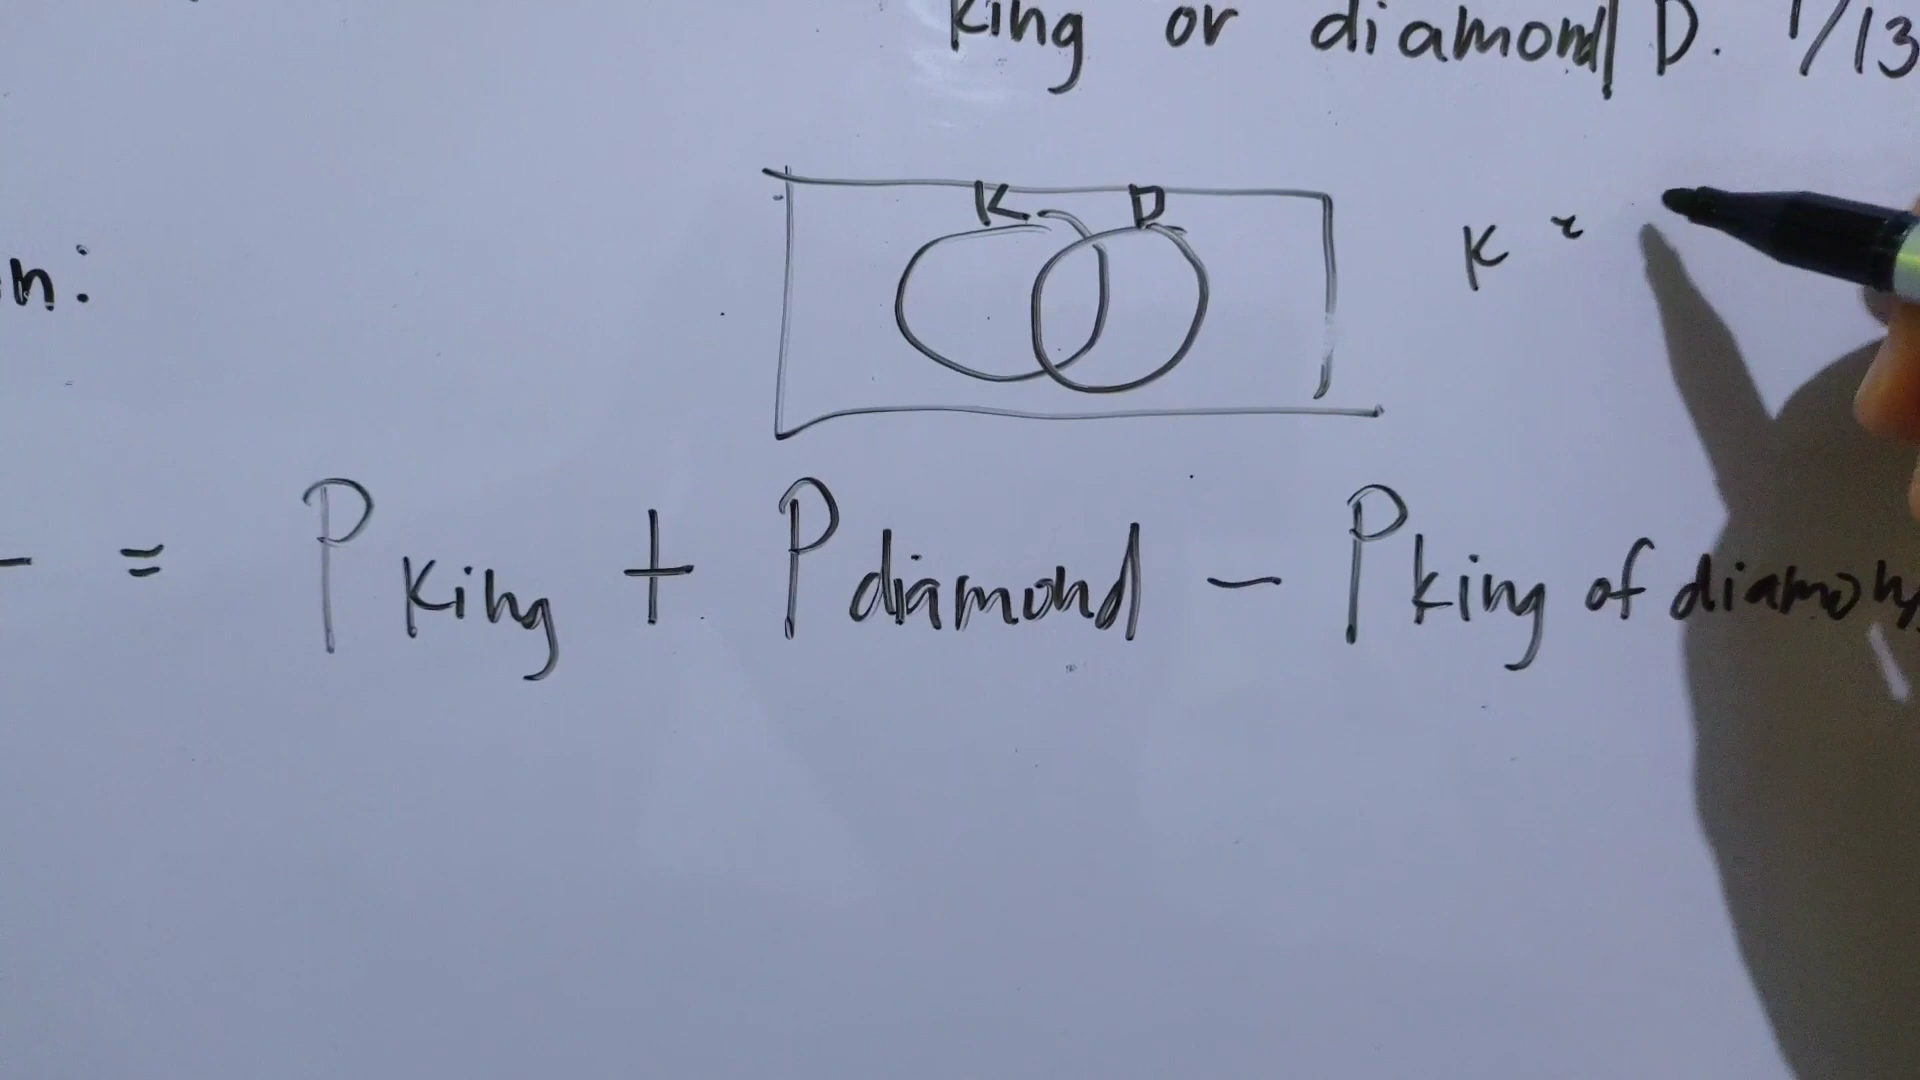 King or diamond D. 1/13
n:
K D
K =
= P King + P diamond - P king of diamon